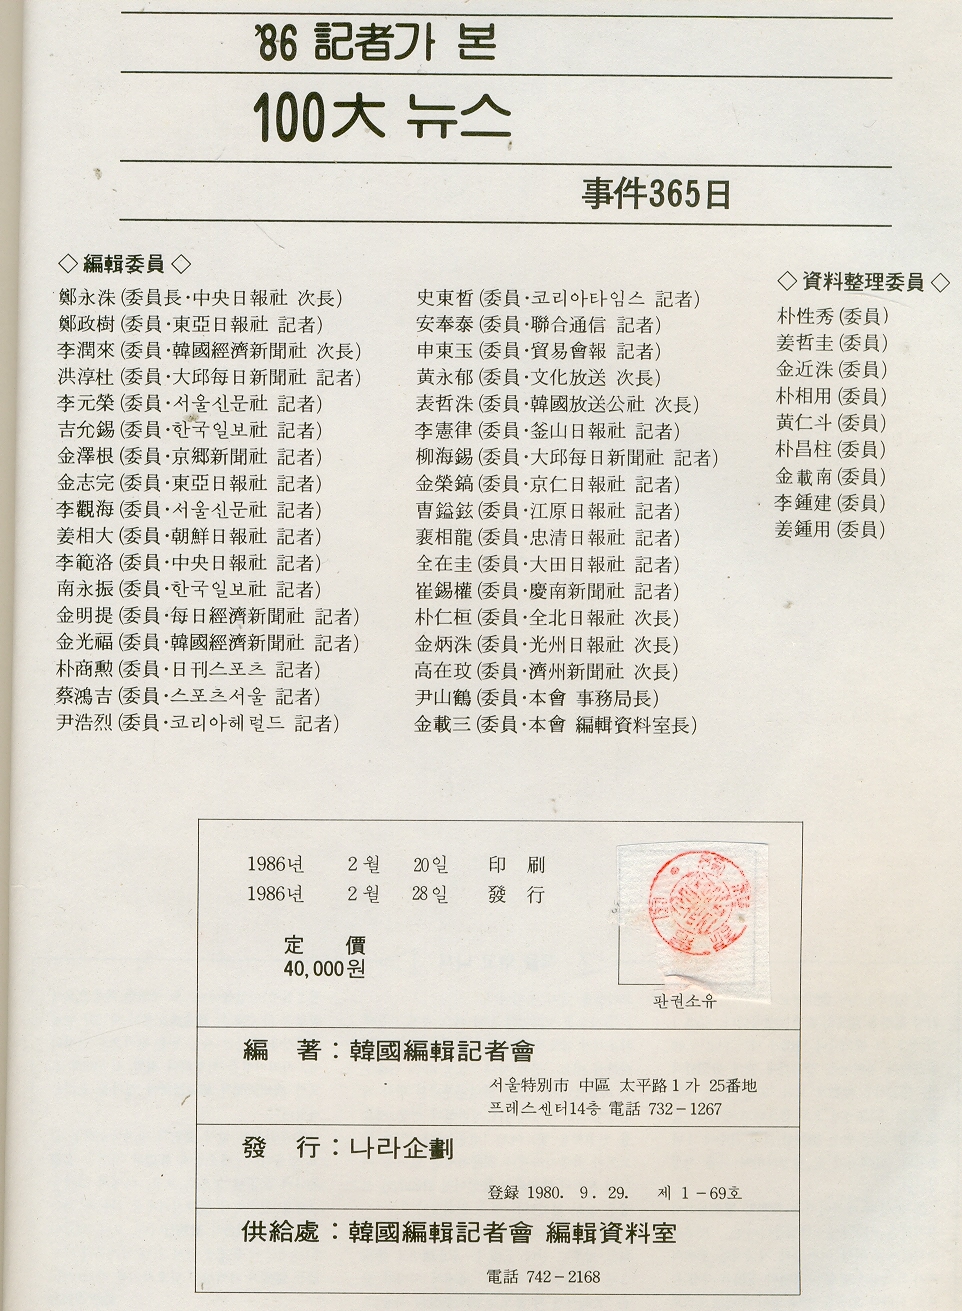 '86 記者가 본
100大 뉴스
事件365日
◇ 編輯委員 ◇
鄭永洙 (委員長·中央日報社 次長)
鄭政樹 (委員·東亞日報社 記者)
李潤來 (委員·韓國經濟新聞社 次長)
洪淳杜 (委員·大邱每日新聞社 記者)
李元榮 (委員·서울신문社 記者)
吉允錫 (委員·한국일보社 記者)
金澤根 (委員·京鄕新聞社 記者)
金志完 (委員·東亞日報社 記者)
李觀海 (委員·서울신문社 記者)
姜相大 (委員·朝鮮日報社 記者)
李範洛 (委員·中央日報社 記者)
南永振 (委員·한국일보社 記者)
金明提 (委員·每日經濟新聞社 記者)
金光福 (委員·韓國經濟新聞社 記者)
朴商勲 (委員·日刊스포츠 記者)
蔡鴻吉 (委員·스포츠서울 記者)
尹浩烈 (委員·코리아헤럴드 記者)
史東晳 (委員·코리아타임스 記者)
安奉泰 (委員·聯合通信 記者)
申東玉 (委員·貿易會報 記者)
黃永郁 (委員·文化放送 次長)
表哲洙 (委員·韓國放送公社 次長)
李憲律 (委員·釜山日報社 記者)
柳海錫 (委員·大邱每日新聞社 記者)
金榮鎬 (委員·京仁日報社 記者)
曺鎰鉉 (委員·江原日報社 記者)
裵相龍 (委員·忠清日報社 記者)
全在圭 (委員·大田日報社 記者)
崔錫權 (委員·慶南新聞社 記者)
朴仁桓 (委員·全北日報社 次長)
金炳洙 (委員·光州日報社 次長)
高在玟 (委員·濟州新聞社 次長)
尹山鶴 (委員·本會 事務局長)
金載三 (委員·本會 編輯資料室長)
◇ 資料整理委員 ◇
朴性秀 (委員)
姜哲圭 (委員)
金近洙 (委員)
朴相用 (委員)
黃仁斗 (委員)
朴昌柱 (委員)
金載南 (委員)
李鍾建 (委員)
姜鍾用 (委員)
1986년 2월 20일 印 刷
1986년 2월 28일 發 行
定 價
40,000원
판권소유
編 著 : 韓國編輯記者會
서울特別市 中區 太平路 1 가 25番地
프레스센터14층 電話 732-1267
發 行 : 나라企劃
登録 1980. 9. 29. 제 1-69호
供給處 : 韓國編輯記者會 編輯資料室
電話 742-2168